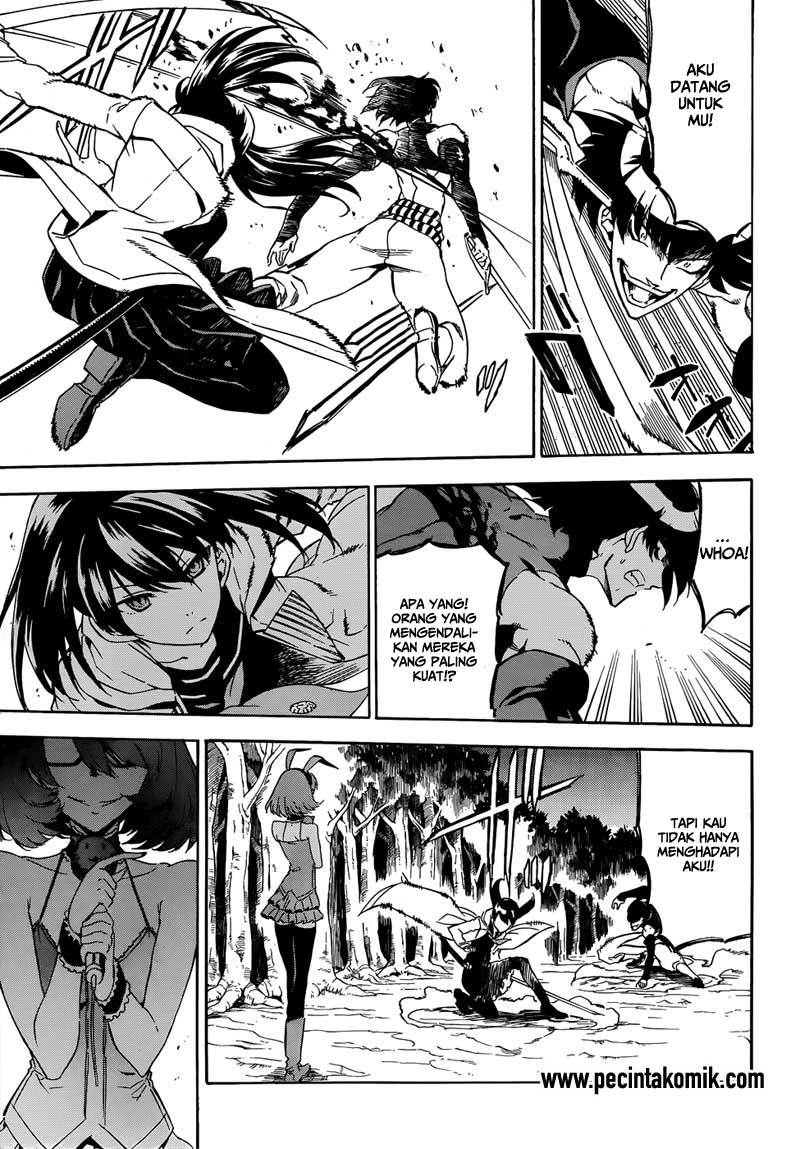 AKU
DATANG
UNTUK
MU!
...
WHOA!
APA YANG!
ORANG YANG
MENGENDALI-
KAN MEREKA
YANG PALING
KUAT!?
TAPI KAU
TIDAK HANYA
MENGHADAPI
AKU!!
www.pecintakomik.com